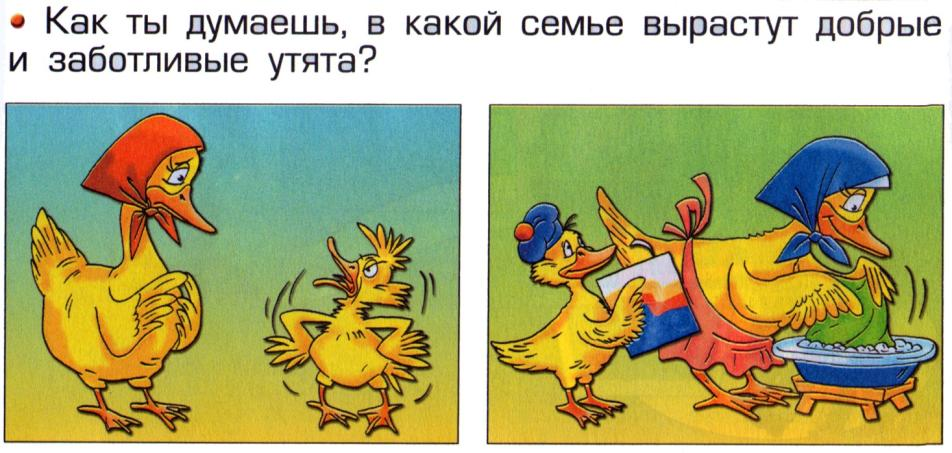 • Как ты думаешь, в какой семье вырастут добрые
и заботливые утята?